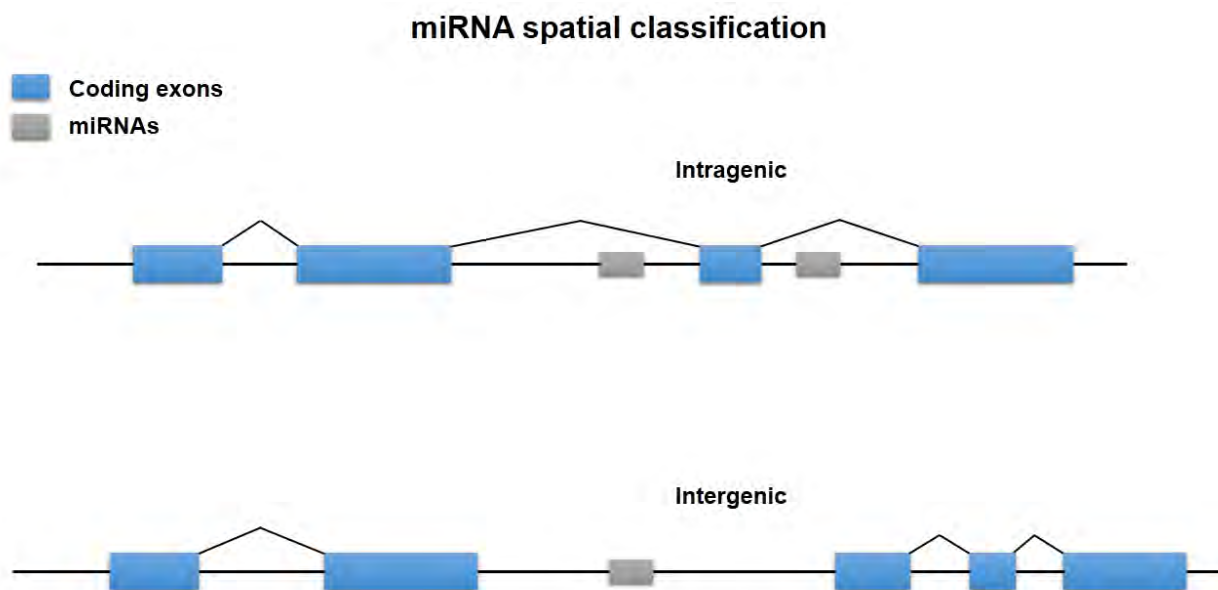 miRNA spatial classification
Coding exons
miRNAs
Intragenic
Intergenic